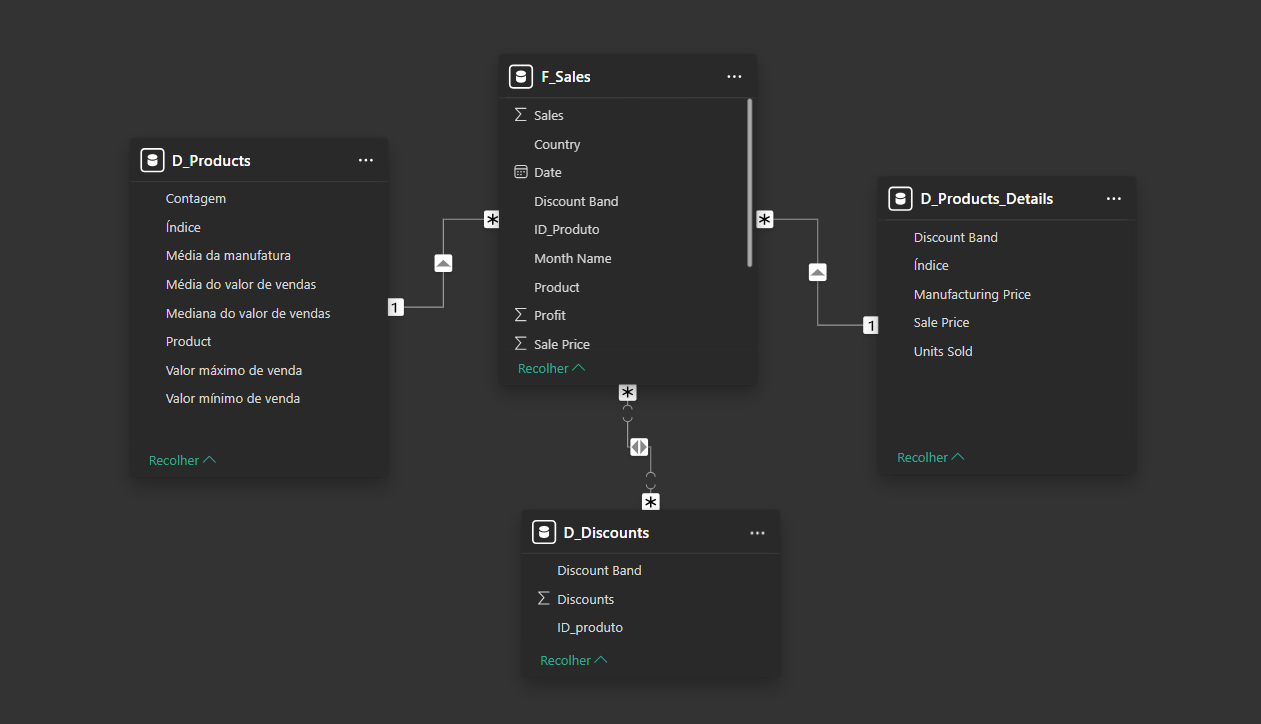 F_Sales
Sales
Country
Date
Discount Band
ID_Produto
Month Name
Product
Profit
Sale Price
Recolher
D_Products
Contagem
Índice
Média da manufatura
Média do valor de vendas
Mediana do valor de vendas
Product
Valor máximo de venda
Valor mínimo de venda
Recolher
D_Products_Details
Discount Band
Índice
Manufacturing Price
Sale Price
Units Sold
Recolher
*
1
*
1
*
*
D_Discounts
Discount Band
Discounts
ID_produto
Recolher